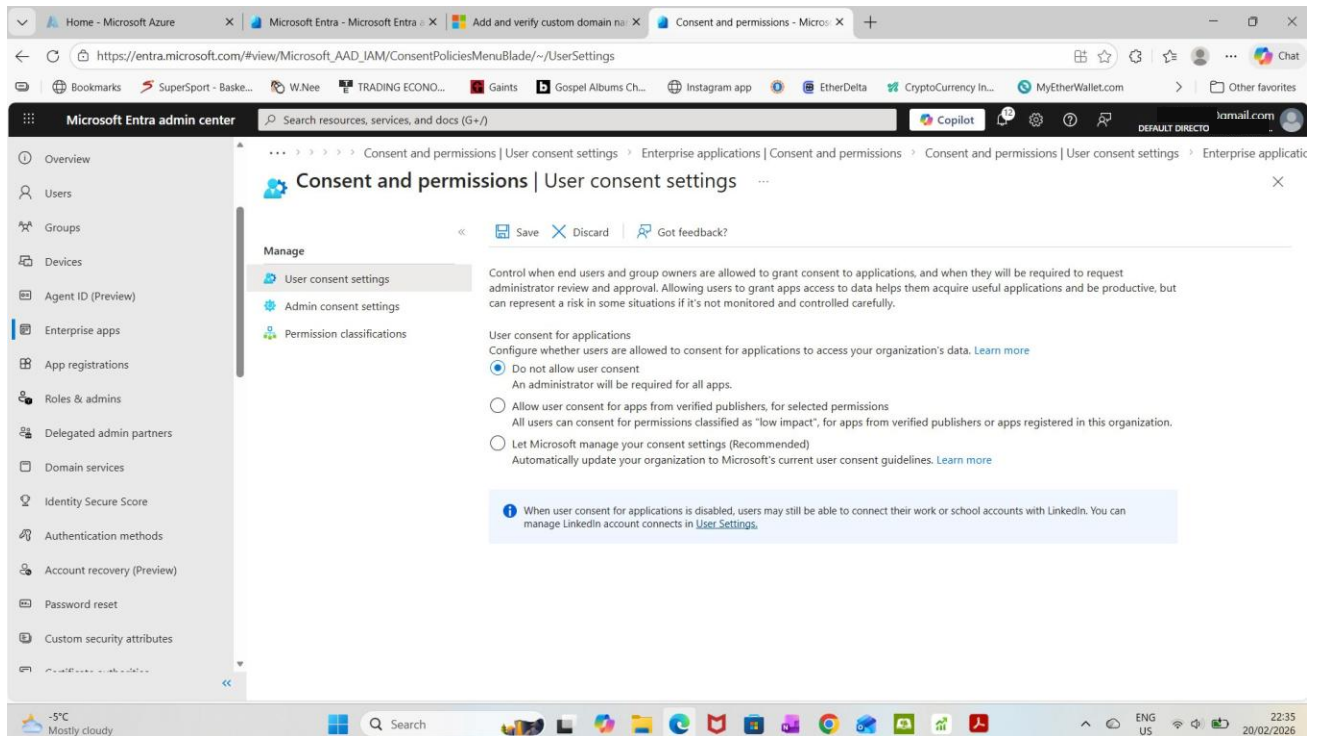 Home - Microsoft Azure
Microsoft Entra - Microsoft Entra a
Add and verify custom domain na
Consent and permissions - Micros
https://entra.microsoft.com/#view/Microsoft_AAD_IAM/ConsentPoliciesMenuBlade/~/UserSettings
Chat
Bookmarks SuperSport - Baske... W.Nee TRADING ECONO... Gaints Gospel Albums Ch... Instagram app EtherDelta CryptoCurrency In... MyEtherWallet.com Other favorites
Microsoft Entra admin center
Search resources, services, and docs (G+/)
Copilot
12
gmail.com
DEFAULT DIRECTO
... > > > > > Consent and permissions | User consent settings > Enterprise applications | Consent and permissions > Consent and permissions | User consent settings > Enterprise applicatic
Consent and permissions | User consent settings ...
Overview
Users
Groups
Devices
Agent ID (Preview)
Enterprise apps
App registrations
Roles & admins
Delegated admin partners
Domain services
Identity Secure Score
Authentication methods
Account recovery (Preview)
Password reset
Custom security attributes
Manage
User consent settings
Admin consent settings
Permission classifications
Save Discard Got feedback?
Control when end users and group owners are allowed to grant consent to applications, and when they will be required to request
administrator review and approval. Allowing users to grant apps access to data helps them acquire useful applications and be productive, but
can represent a risk in some situations if it's not monitored and controlled carefully.
User consent for applications
Configure whether users are allowed to consent for applications to access your organization's data. Learn more
Do not allow user consent
An administrator will be required for all apps.
Allow user consent for apps from verified publishers, for selected permissions
All users can consent for permissions classified as "low impact", for apps from verified publishers or apps registered in this organization.
Let Microsoft manage your consent settings (Recommended)
Automatically update your organization to Microsoft's current user consent guidelines. Learn more
When user consent for applications is disabled, users may still be able to connect their work or school accounts with LinkedIn. You can
manage LinkedIn account connects in User Settings.
-5°C
Mostly cloudy
Search
ENG
US
22:35
20/02/2026